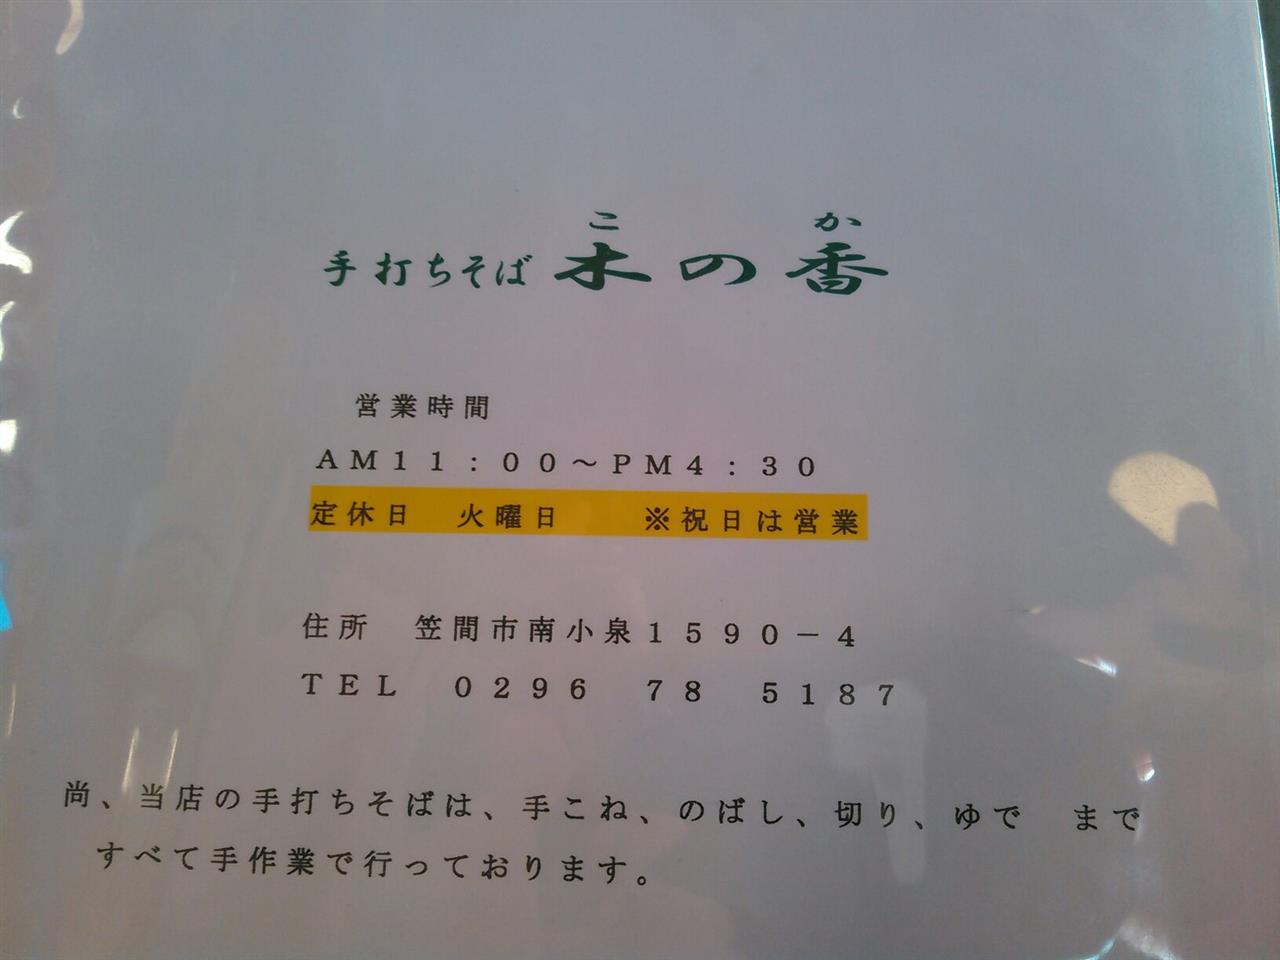 こ か
手打ちそば 木の香
営業時間
AM11：00～PM4：30
定休日　火曜日　※祝日は営業
住所　笠間市南小泉1590－4
TEL　0296　78　5187
尚、当店の手打ちそばは、手こね、のばし、切り、ゆで　まで
すべて手作業で行っております。